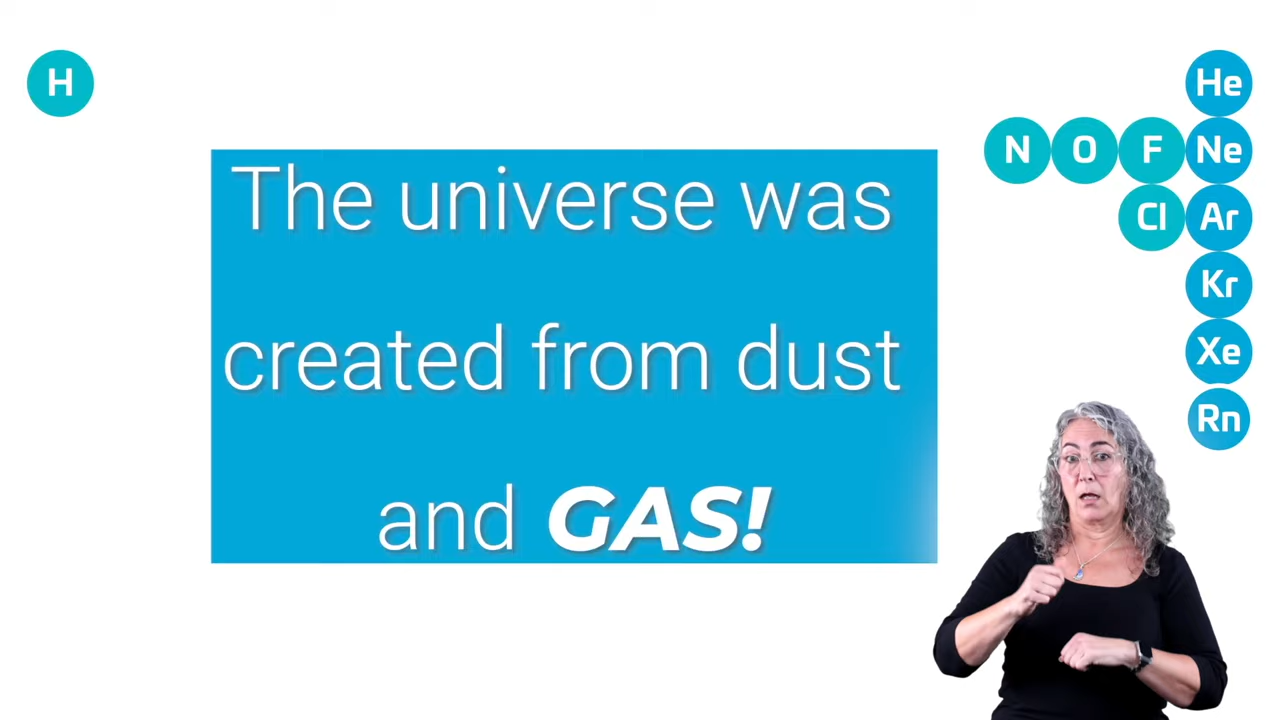 H
He
N O F Ne
Cl Ar
The universe was
Kr
created from dust
Xe
Rn
and GAS!